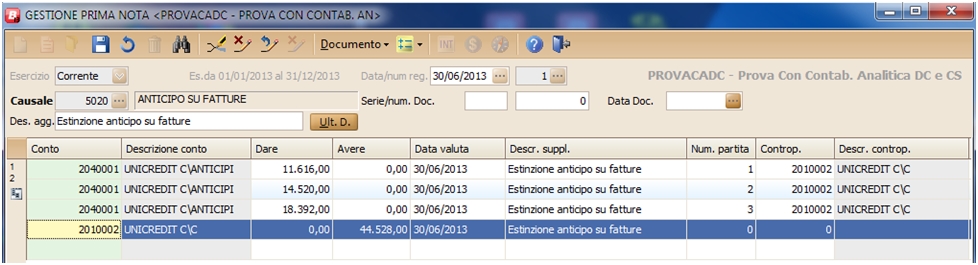 GESTIONE PRIMA NOTA <PROVACADC - PROVA CON CONTAB. AN>
Documento INI
Esercizio Corrente Es.da 01/01/2013 al 31/12/2013 Data/num reg. 30/06/2013 ... 1 ... PROVACADC - Prova Con Contab. Analitica DC e CS
Causale 5020 ... ANTICIPO SU FATTURE Serie/num. Doc. 0 Data Doc. ...
Des. agg. Estinzione anticipo su fatture Ult. D.
Conto Descrizione conto Dare Avere Data valuta Descr. suppl. Num. partita Controp. Descr. controp.
1 2040001 UNICREDIT C\ANTICIPI 11.616,00 0,00 30/06/2013 Estinzione anticipo su fatture 1 2010002 UNICREDIT C\C
2 2040001 UNICREDIT C\ANTICIPI 14.520,00 0,00 30/06/2013 Estinzione anticipo su fatture 2 2010002 UNICREDIT C\C
2040001 UNICREDIT C\ANTICIPI 18.392,00 0,00 30/06/2013 Estinzione anticipo su fatture 3 2010002 UNICREDIT C\C
2010002 UNICREDIT C\C 0,00 44.528,00 30/06/2013 Estinzione anticipo su fatture 0 0